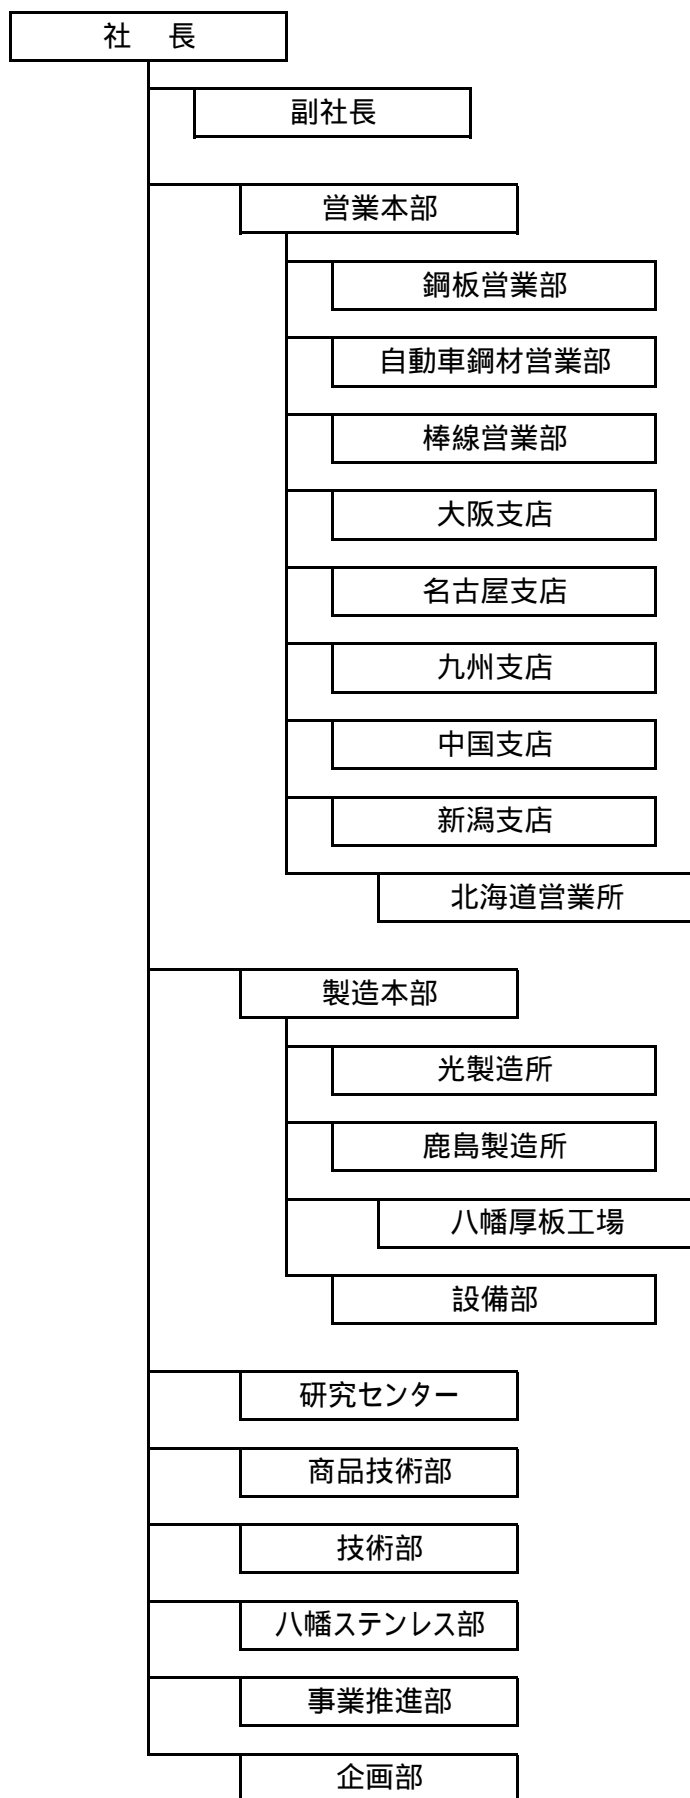 社　長
副社長
営業本部
鋼板営業部
自動車鋼材営業部
棒線営業部
大阪支店
名古屋支店
九州支店
中国支店
新潟支店
北海道営業所
製造本部
光製造所
鹿島製造所
八幡厚板工場
設備部
研究センター
商品技術部
技術部
八幡ステンレス部
事業推進部
企画部